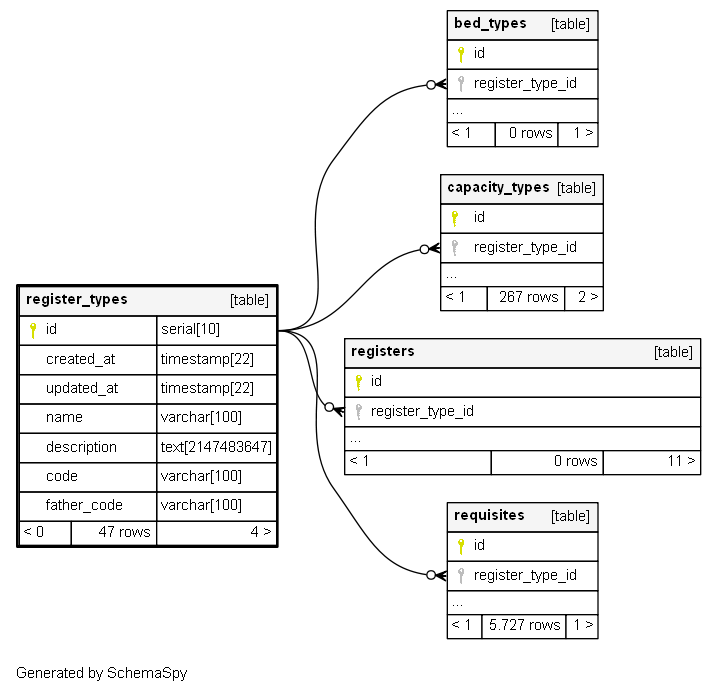 bed_types [table]
id
register_type_id
...
< 1 0 rows 1 >
capacity_types [table]
id
register_type_id
...
< 1 267 rows 2 >
register_types [table]
id serial[10]
created_at timestamp[22]
updated_at timestamp[22]
name varchar[100]
description text[2147483647]
code varchar[100]
father_code varchar[100]
< 0 47 rows 4 >
registers [table]
id
register_type_id
...
< 1 0 rows 11 >
requisites [table]
id
register_type_id
...
< 1 5.727 rows 1 >
Generated by SchemaSpy